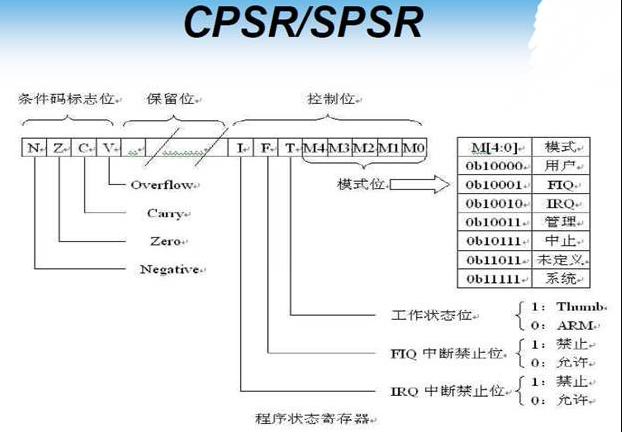 CPSR/SPSR
条件码标志位 保留位 控制位
N Z C V I F T M4 M3 M2 M1 M0
模式位
Overflow
Carry
Zero
Negative
M[4:0] 模式
0b10000 用户
0b10001 FIQ
0b10010 IRQ
0b10011 管理
0b10111 中止
0b11011 未定义
0b11111 系统
工作状态位 1: Thumb
0: ARM
FIQ 中断禁止位 1: 禁止
0: 允许
IRQ 中断禁止位 1: 禁止
0: 允许
程序状态寄存器